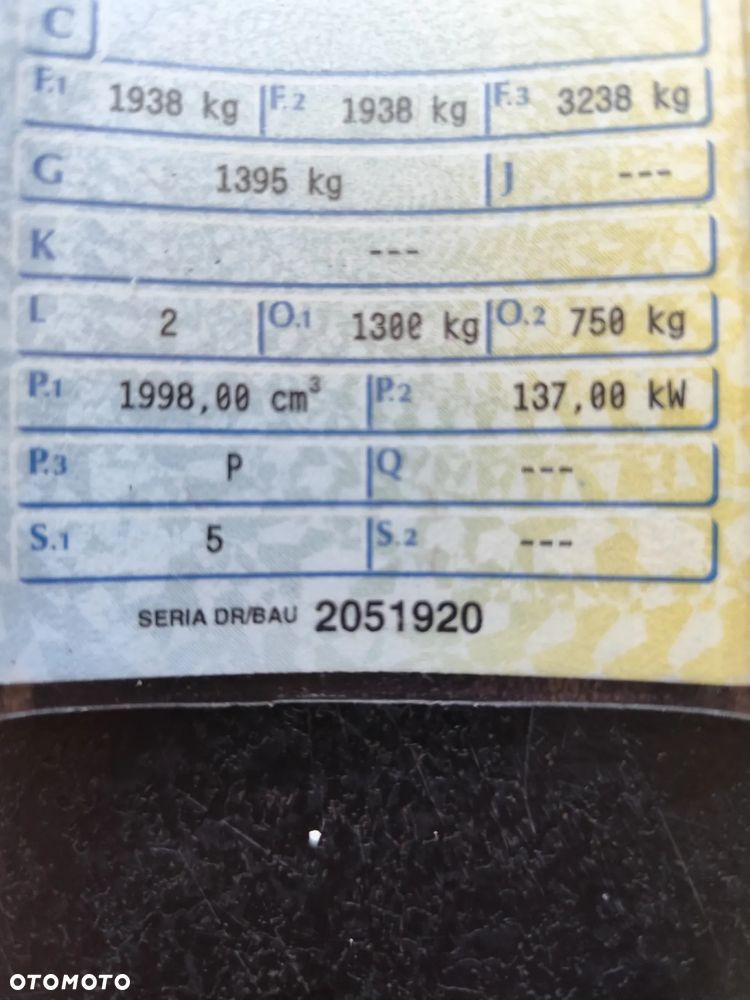 C
F.1 1938 kg F.2 1938 kg F.3 3238 kg
G 1395 kg J ---
K ---
L 2 O.1 1300 kg O.2 750 kg
P.1 1998,00 cm³ P.2 137,00 kW
P.3 P Q ---
S.1 5 S.2 ---
SERIA DR/BAU 2051920
OTOMOTO